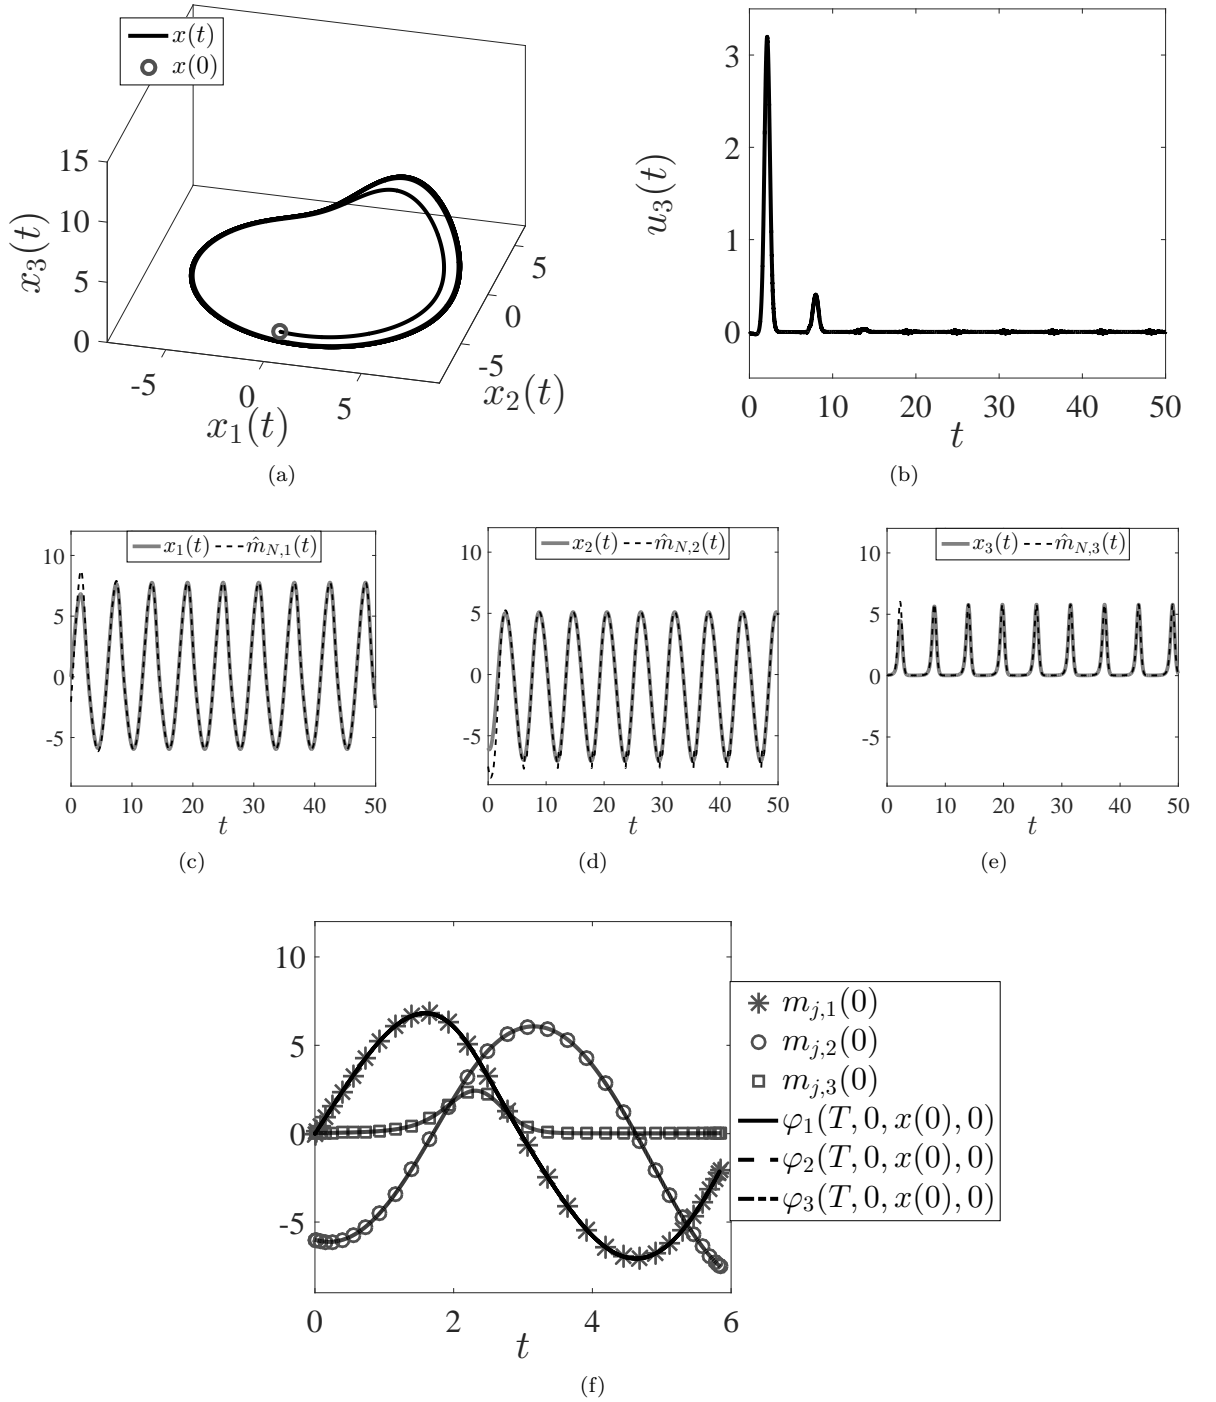 x(t)
x(0)
15
10
5
0
x₃(t)
-5
0
5
x₁(t)
5
0
-5
x₂(t)
(a)
3
2
1
0
u₃(t)
0 10 20 30 40 50
t
(b)
x₁(t) m̂_{N,1}(t)
10
5
0
-5
0 10 20 30 40 50
t
(c)
x₂(t) m̂_{N,2}(t)
10
5
0
-5
0 10 20 30 40 50
t
(d)
x₃(t) m̂_{N,3}(t)
10
5
0
-5
0 10 20 30 40 50
t
(e)
10
5
0
-5
0 2 4 6
t
m_{j,1}(0)
m_{j,2}(0)
m_{j,3}(0)
φ₁(T, 0, x(0), 0)
φ₂(T, 0, x(0), 0)
φ₃(T, 0, x(0), 0)
(f)